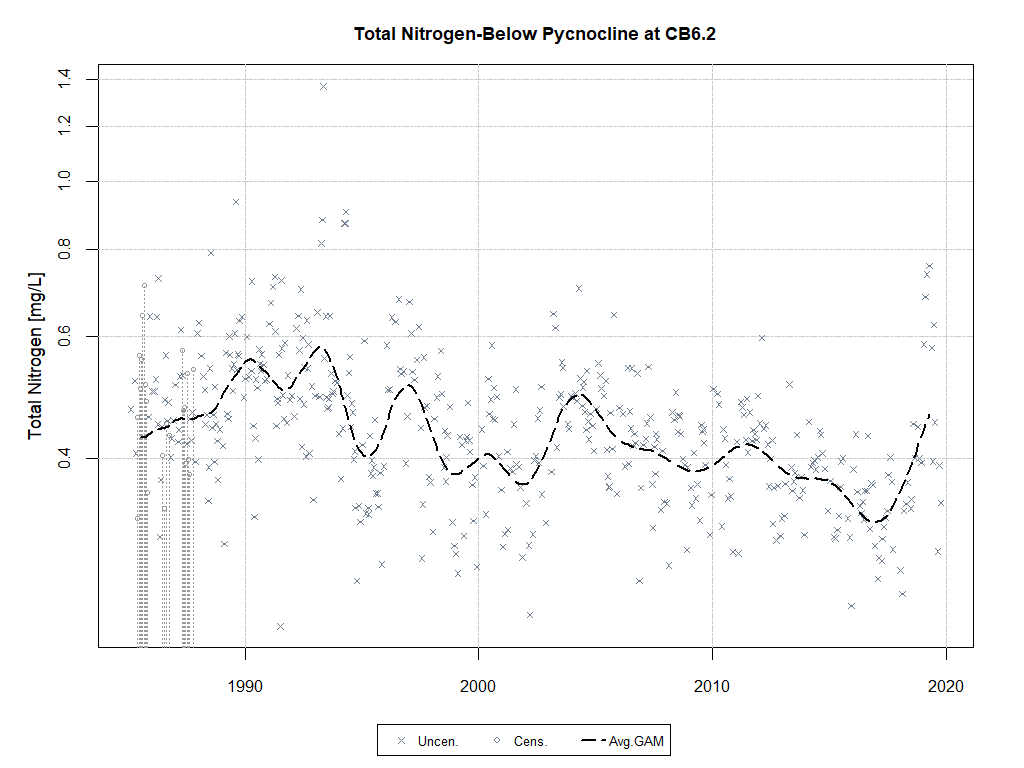 Total Nitrogen-Below Pycnocline at CB6.2
Total Nitrogen [mg/L]
1.4
1.2
1.0
0.8
0.6
0.4
1990
2000
2010
2020
Uncen.
Cens.
Avg.GAM